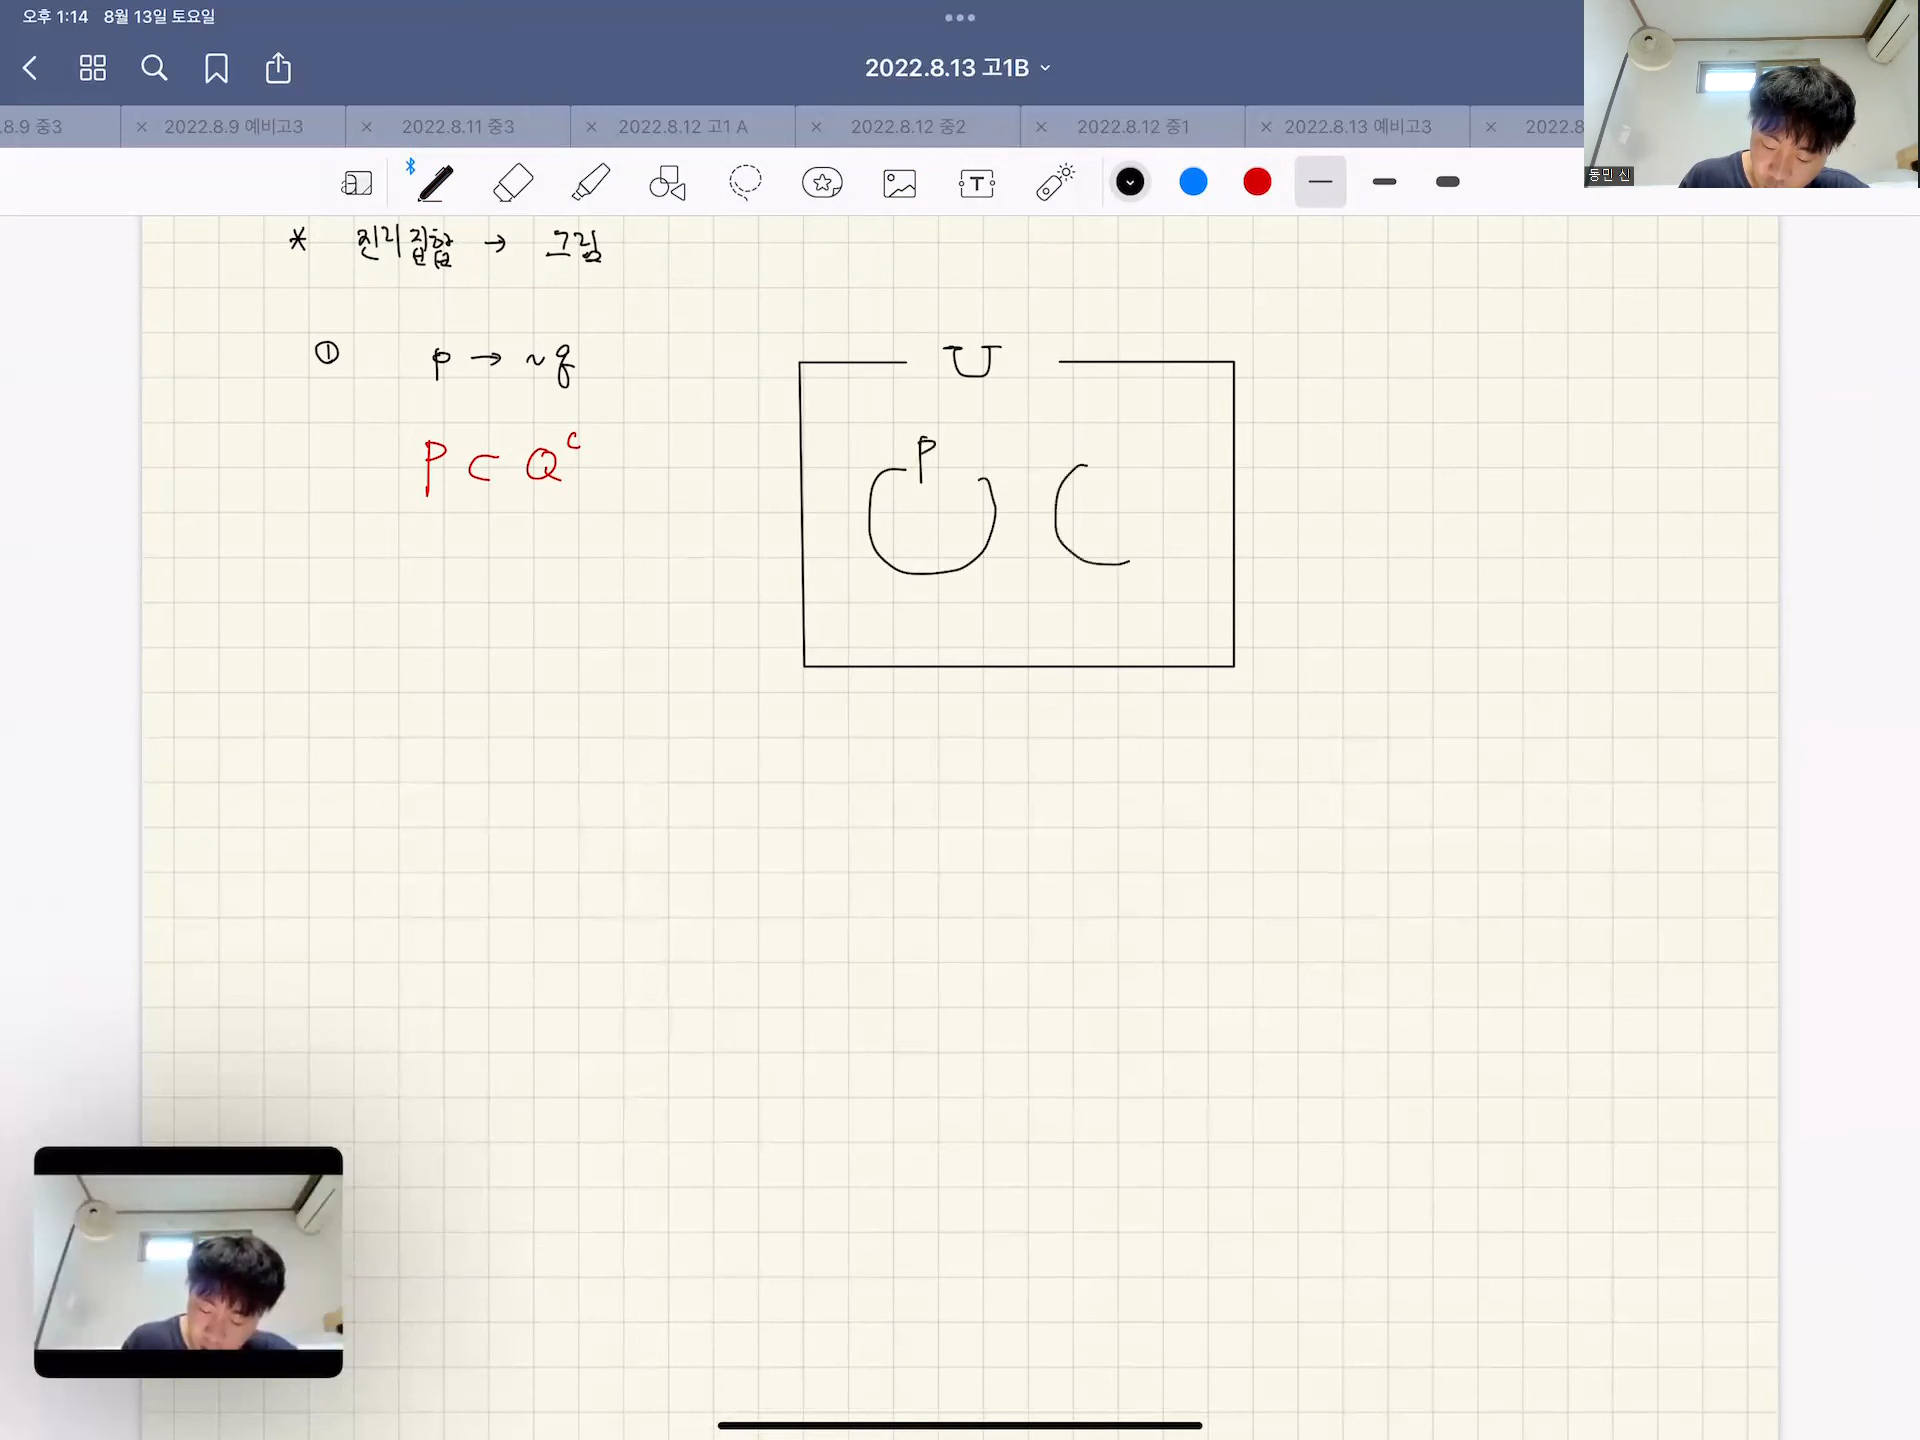 오후 1:14 8월 13일 토요일
2022.8.13 고1B
.8.9 중3
2022.8.9 예비고3
2022.8.11 중3
2022.8.12 고1 A
2022.8.12 중2
2022.8.12 중1
2022.8.13 예비고3
2022.8
동민 신
* 진리집합 → 그림
① p → ~q
U
P
P ⊂ Qᶜ